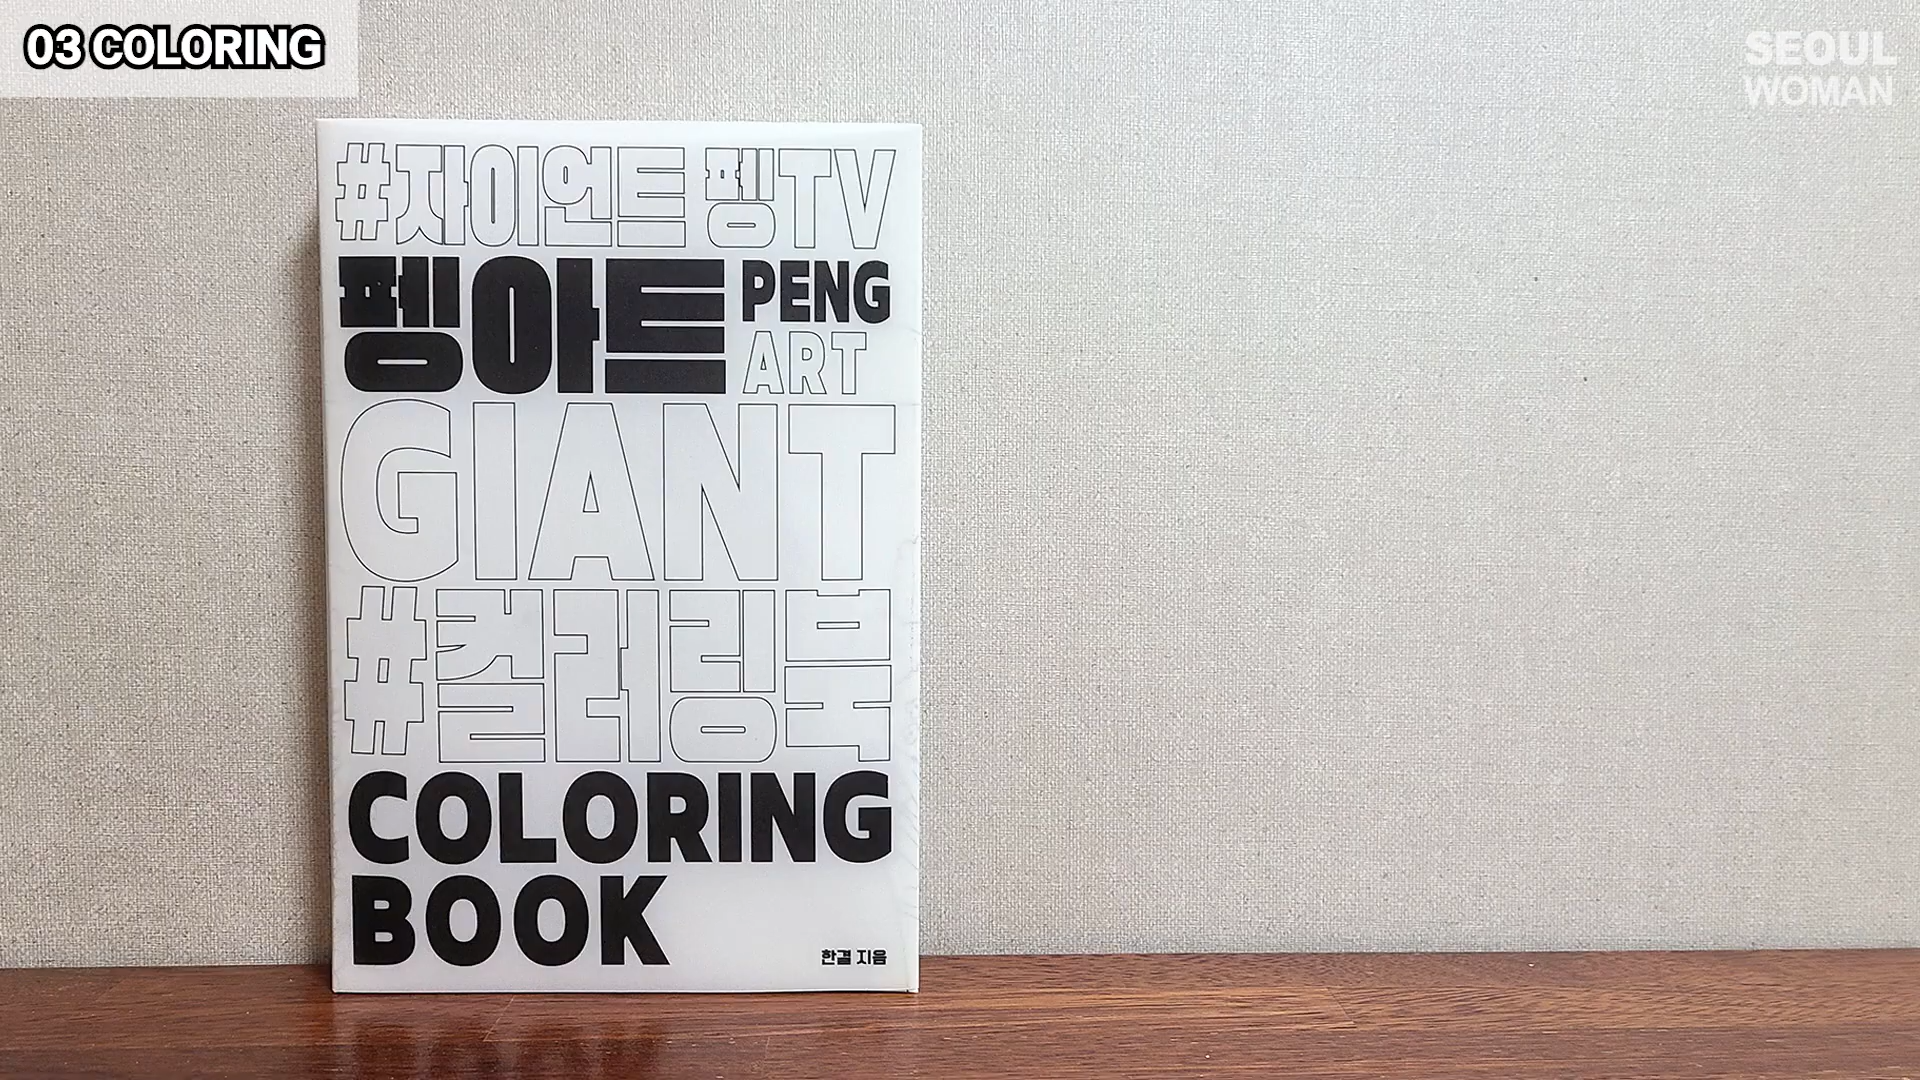 03 COLORING
SEOUL
WOMAN
#자이언트 펭TV
펭아트 PENG
ART
GIANT
#컬러링북
COLORING
BOOK
한결 지음